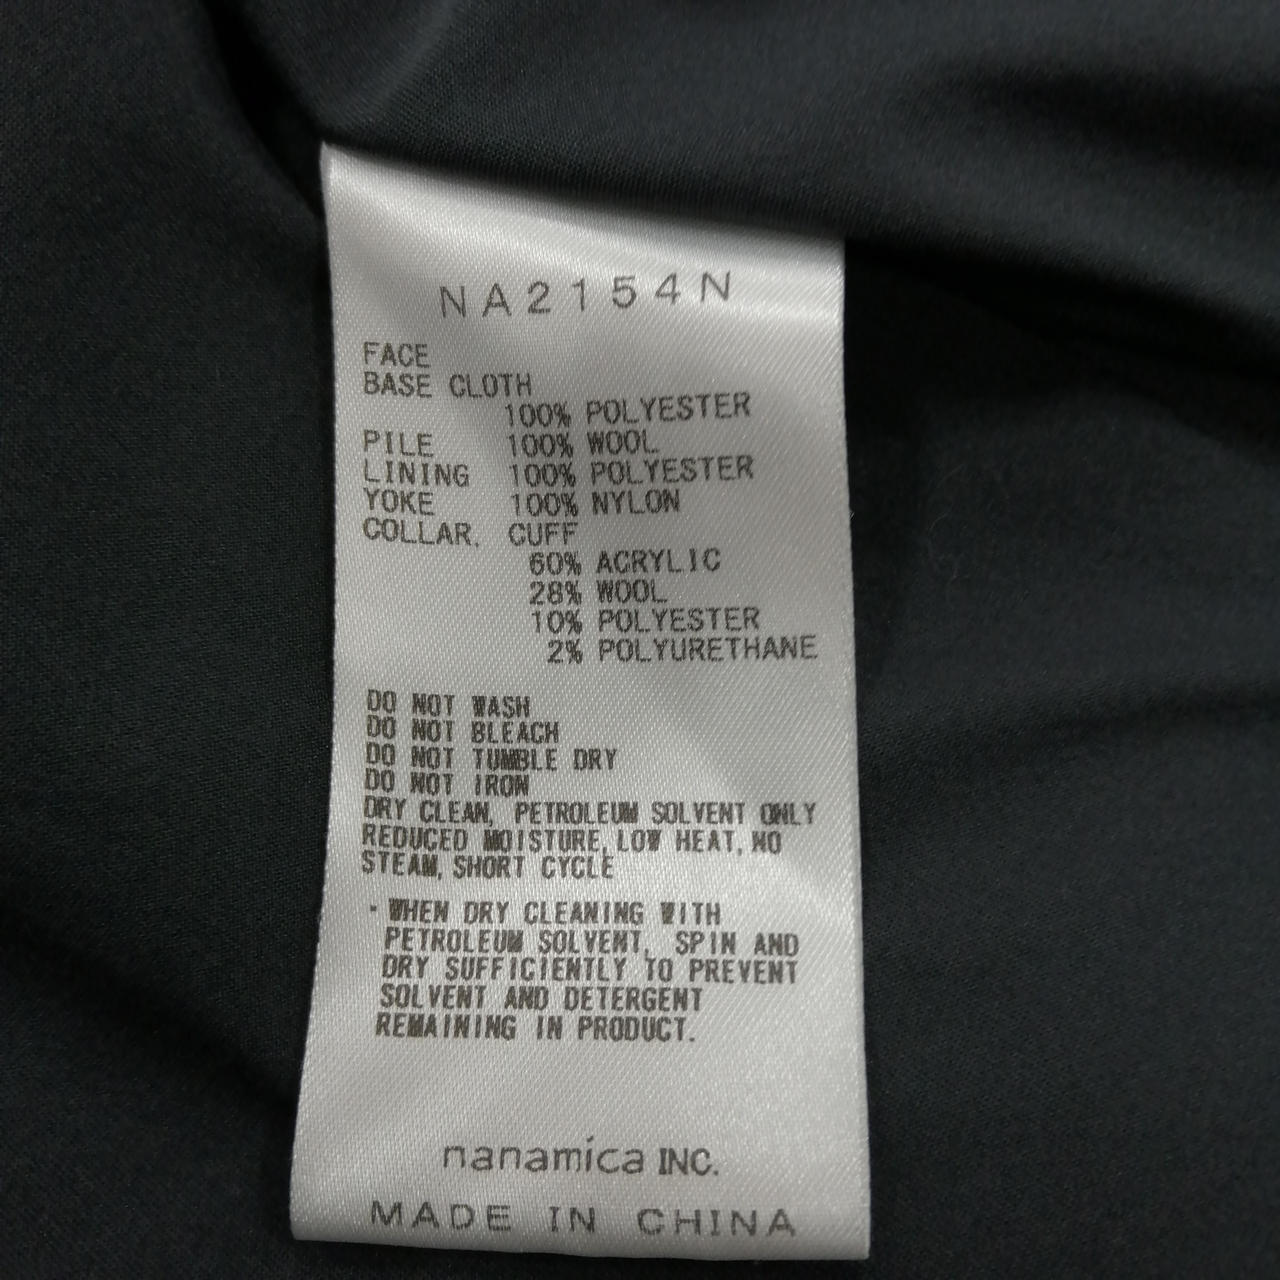 NA2154N
FACE
BASE CLOTH
100% POLYESTER
PILE 100% WOOL
LINING 100% POLYESTER
YOKE 100% NYLON
COLLAR. CUFF
60% ACRYLIC
28% WOOL
10% POLYESTER
2% POLYURETHANE
DO NOT WASH
DO NOT BLEACH
DO NOT TUMBLE DRY
DO NOT IRON
DRY CLEAN, PETROLEUM SOLVENT ONLY
REDUCED MOISTURE, LOW HEAT, NO
STEAM, SHORT CYCLE
・WHEN DRY CLEANING WITH
PETROLEUM SOLVENT, SPIN AND
DRY SUFFICIENTLY TO PREVENT
SOLVENT AND DETERGENT
REMAINING IN PRODUCT.
nanamica INC.
MADE IN CHINA